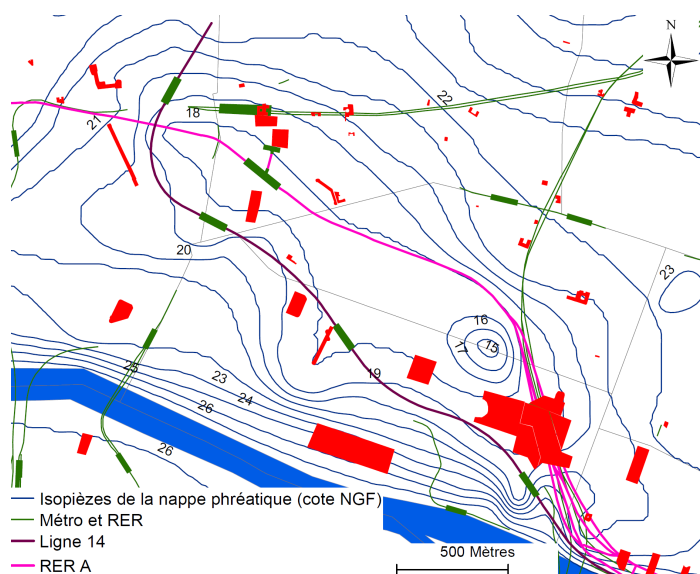 N
22
18
21
20
23
16
17
15
19
25
23
24
26
26
Isopièzes de la nappe phréatique (cote NGF)
Métro et RER
Ligne 14
RER A
500 Mètres